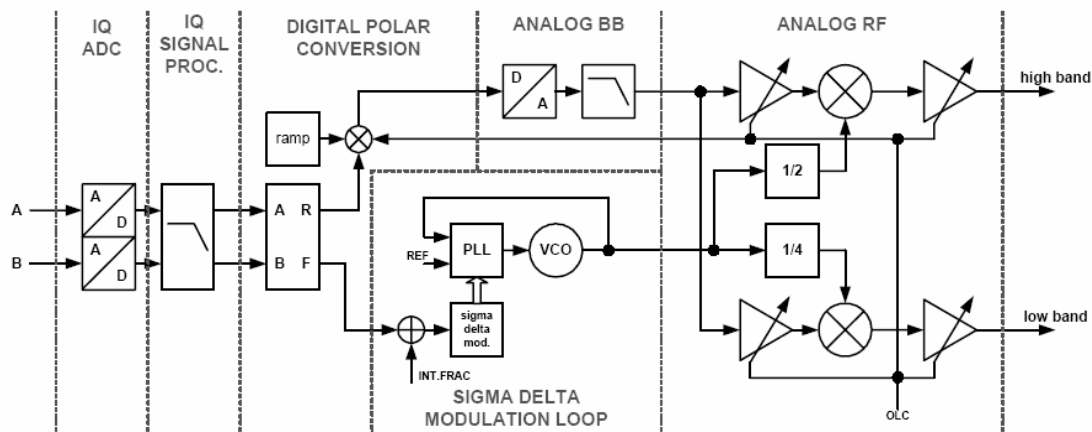 IQ
ADC
IQ
SIGNAL
PROC.
DIGITAL POLAR
CONVERSION
ANALOG BB
ANALOG RF
D
A
high band
ramp
1/2
A
A
D
A R
B
A
D
B F
REF
PLL
VCO
1/4
sigma
delta
mod.
low band
INT.FRAC
SIGMA DELTA
MODULATION LOOP
OLC